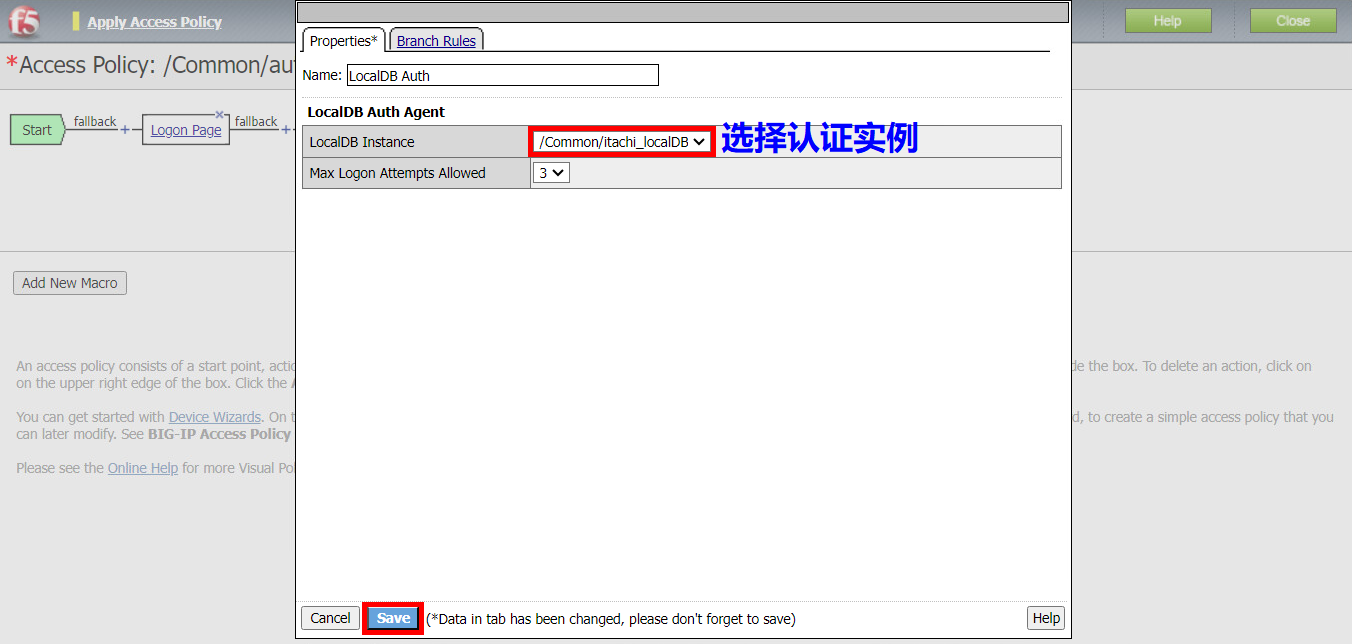 f5
Apply Access Policy
Help
Close
*Access Policy: /Common/au
Start
fallback
+
Logon Page
×
fallback
+
Properties*
Branch Rules
Name: LocalDB Auth
LocalDB Auth Agent
LocalDB Instance
/Common/itachi_localDB
选择认证实例
Max Logon Attempts Allowed
3
Add New Macro
An access policy consists of a start point, actio
de the box. To delete an action, click on
on the upper right edge of the box. Click the
You can get started with Device Wizards. On t
d, to create a simple access policy that you
can later modify. See BIG-IP Access Policy
Please see the Online Help for more Visual Pol
Cancel
Save
(*Data in tab has been changed, please don't forget to save)
Help